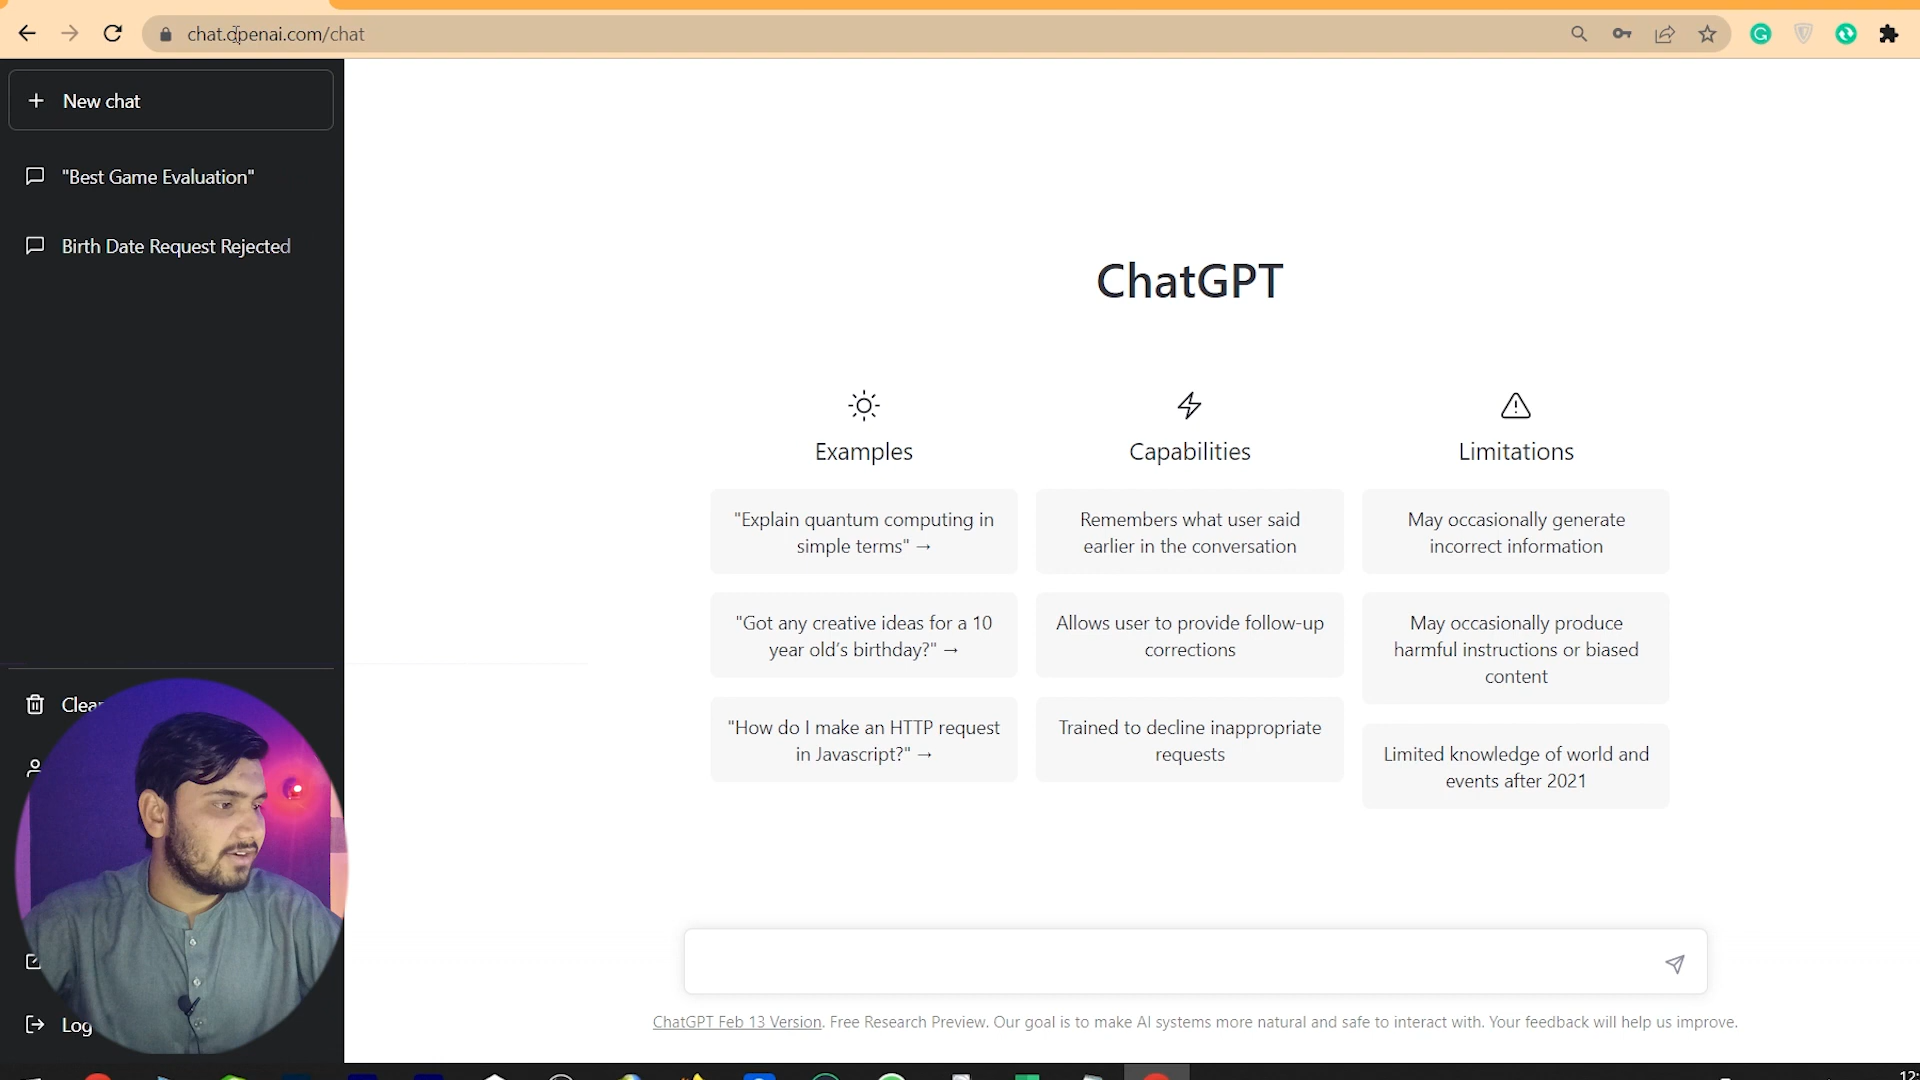 chat.openai.com/chat
New chat
"Best Game Evaluation"
Birth Date Request Rejected
Clear
Log
ChatGPT
Examples
"Explain quantum computing in
simple terms" →
"Got any creative ideas for a 10
year old's birthday?" →
"How do I make an HTTP request
in Javascript?" →
Capabilities
Remembers what user said
earlier in the conversation
Allows user to provide follow-up
corrections
Trained to decline inappropriate
requests
Limitations
May occasionally generate
incorrect information
May occasionally produce
harmful instructions or biased
content
Limited knowledge of world and
events after 2021
ChatGPT Feb 13 Version. Free Research Preview. Our goal is to make AI systems more natural and safe to interact with. Your feedback will help us improve.
12: